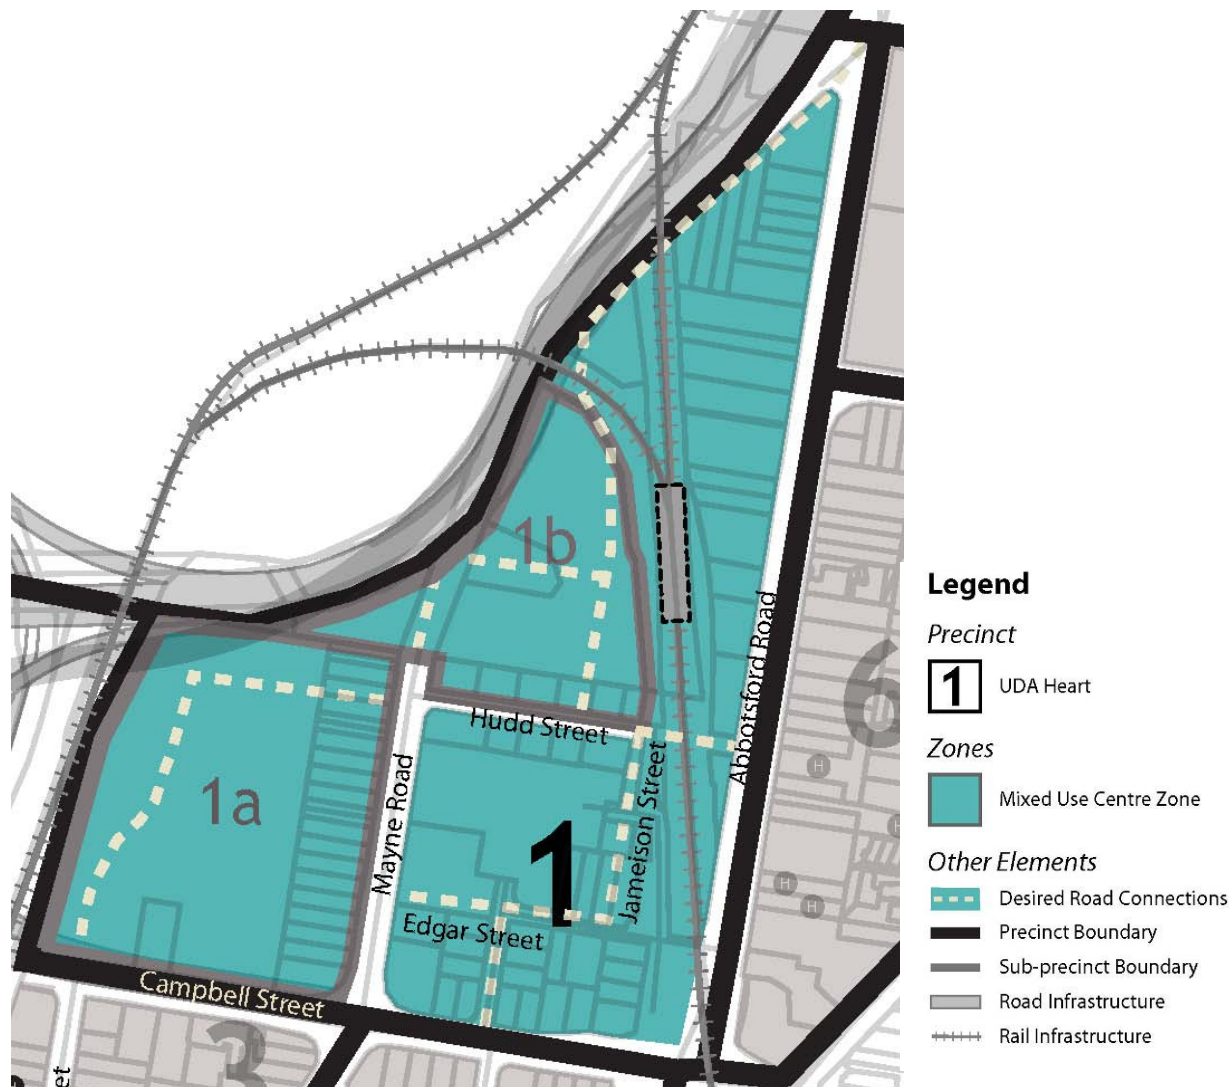 1b
6
Abbotsford Road
Hudd Street
1a
Mayne Road
Jameison Street
1
Edgar Street
H
H
H
Campbell Street
3
et
Legend
Precinct
1 UDA Heart
Zones
Mixed Use Centre Zone
Other Elements
Desired Road Connections
Precinct Boundary
Sub-precinct Boundary
Road Infrastructure
Rail Infrastructure